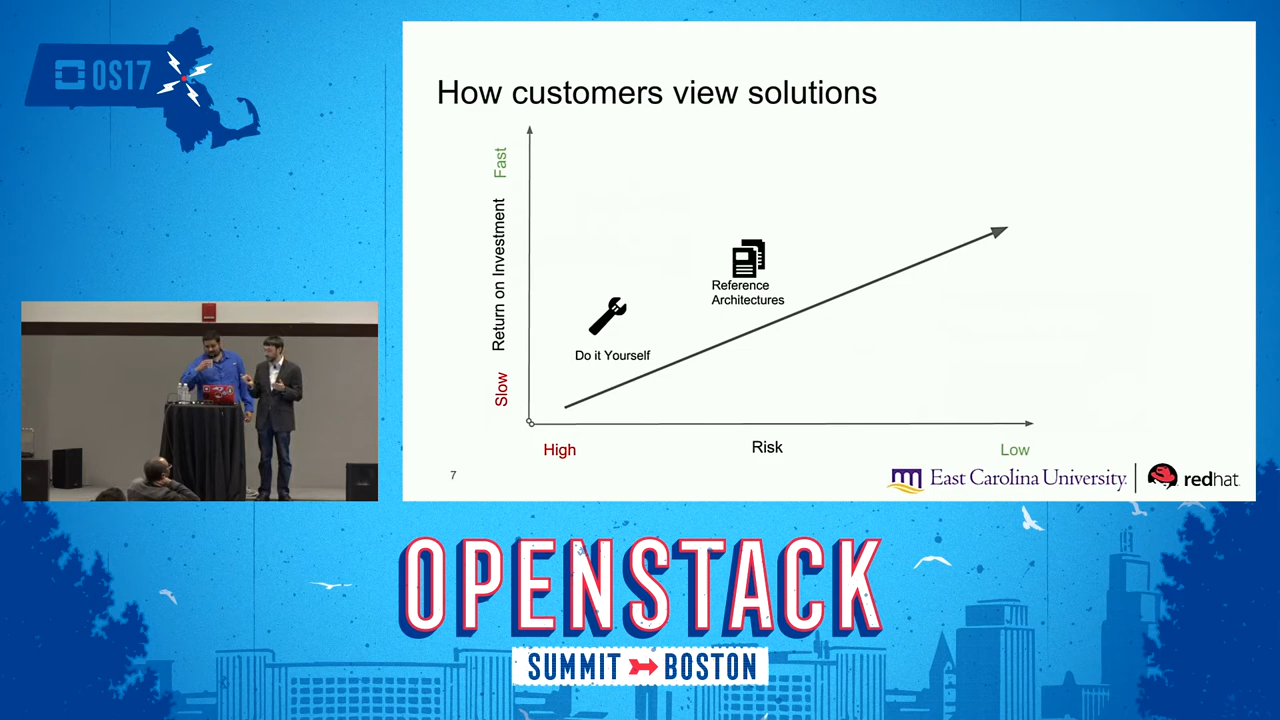 OS17
How customers view solutions
Fast
Return on Investment
Slow
Reference
Architectures
Do it Yourself
High
Risk
Low
7
East Carolina University
redhat
OPENSTACK
SUMMIT BOSTON